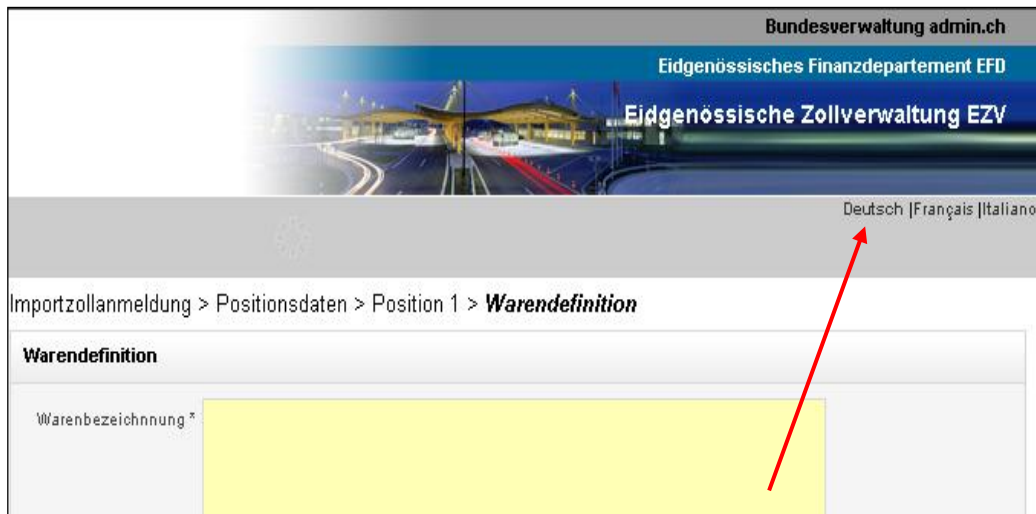 Bundesverwaltung admin.ch
Eidgenössisches Finanzdepartement EFD
Eidgenössische Zollverwaltung EZV
Deutsch |Français |Italiano
Importzollanmeldung > Positionsdaten > Position 1 > Warendefinition
Warendefinition
Warenbezeichnnung *